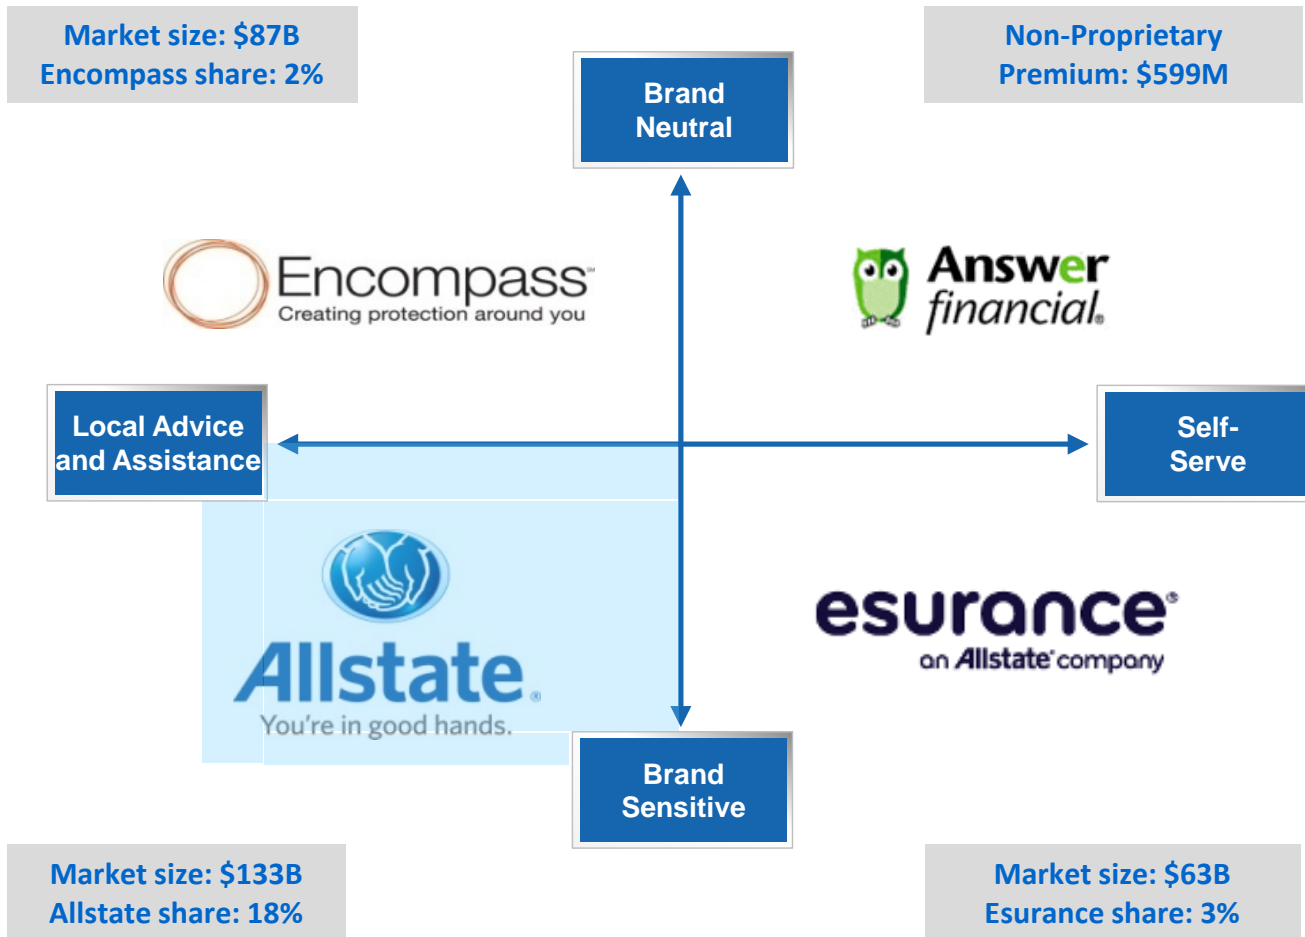 Market size: $87B
Encompass share: 2%
Non-Proprietary
Premium: $599M
Brand
Neutral
Encompass℠
Creating protection around you
Answer
financial®
Local Advice
and Assistance
Self-
Serve
Allstate®
You're in good hands.
esurance®
an Allstate® company
Brand
Sensitive
Market size: $133B
Allstate share: 18%
Market size: $63B
Esurance share: 3%